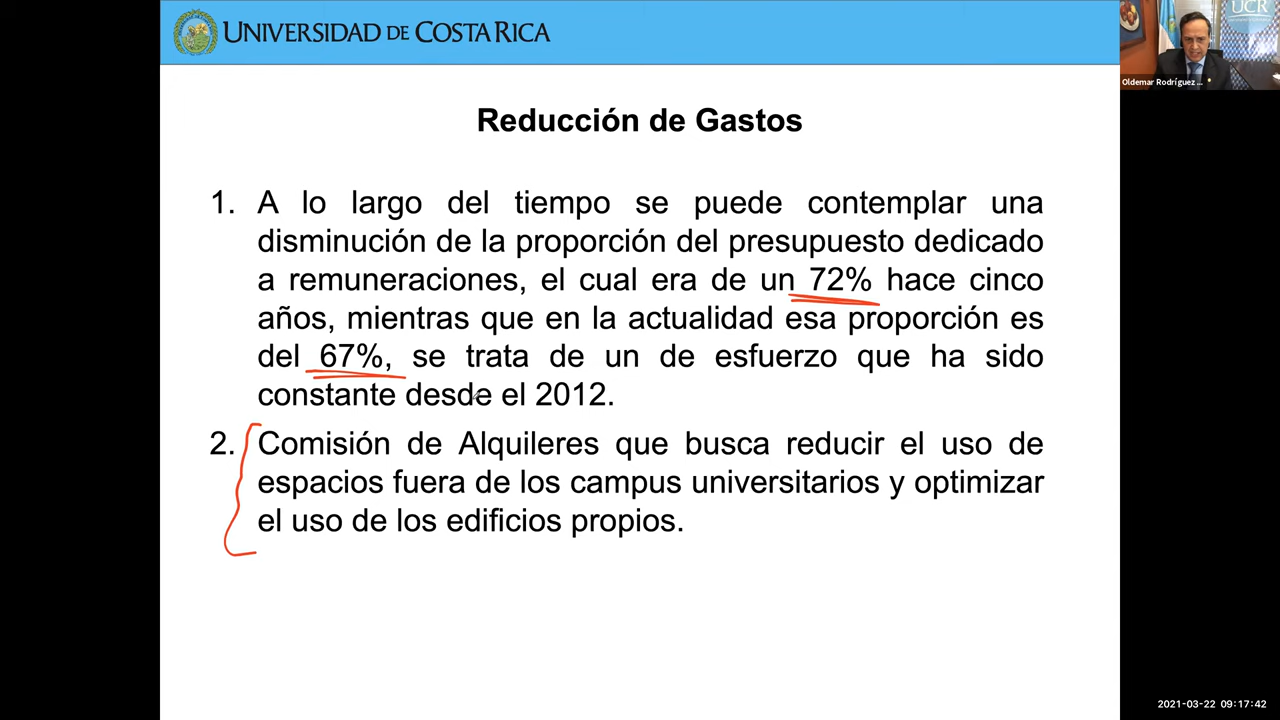 UNIVERSIDAD DE COSTA RICA
UCR
Oldemar Rodríguez ...
Reducción de Gastos
1. A lo largo del tiempo se puede contemplar una
disminución de la proporción del presupuesto dedicado
a remuneraciones, el cual era de un 72% hace cinco
años, mientras que en la actualidad esa proporción es
del 67%, se trata de un de esfuerzo que ha sido
constante desde el 2012.
2. Comisión de Alquileres que busca reducir el uso de
espacios fuera de los campus universitarios y optimizar
el uso de los edificios propios.
2021-03-22 09:17:42